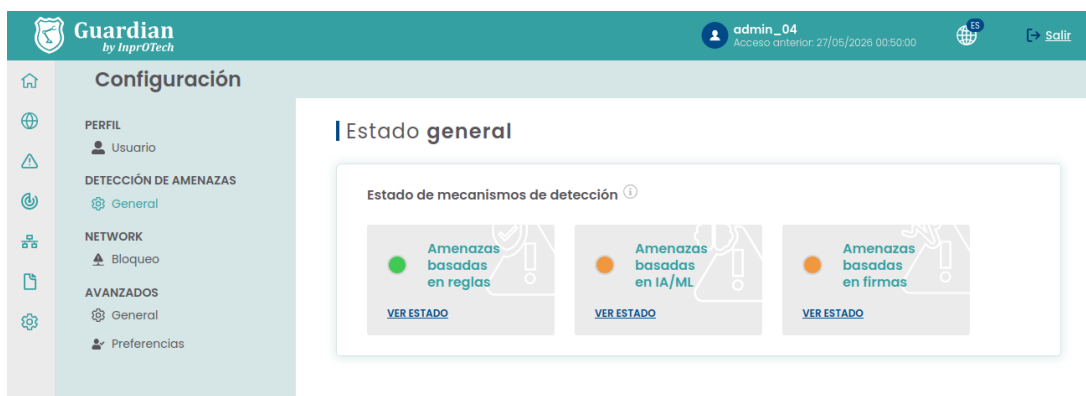 Guardian
by InprOTech
admin_04
Acceso anterior: 27/05/2026 00:50:00
ES
Salir
Configuración
PERFIL
Usuario
DETECCIÓN DE AMENAZAS
General
NETWORK
Bloqueo
AVANZADOS
General
Preferencias
Estado general
Estado de mecanismos de detección
Amenazas
basadas
en reglas
VER ESTADO
Amenazas
basadas
en IA/ML
VER ESTADO
Amenazas
basadas
en firmas
VER ESTADO